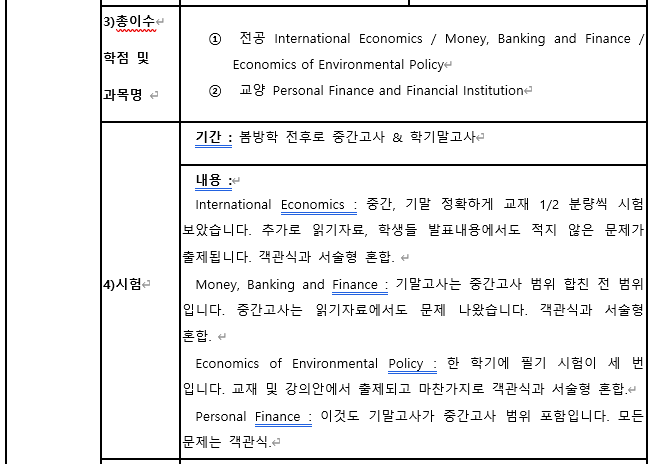 3)총이수
학점 및
과목명
① 전공 International Economics / Money, Banking and Finance /
Economics of Environmental Policy
② 교양 Personal Finance and Financial Institution
4)시험
기간 : 봄방학 전후로 중간고사 & 학기말고사
내용 :
International Economics : 중간, 기말 정확하게 교재 1/2 분량씩 시험
보았습니다. 추가로 읽기자료, 학생들 발표내용에서도 적지 않은 문제가
출제됩니다. 객관식과 서술형 혼합.
Money, Banking and Finance : 기말고사는 중간고사 범위 합친 전 범위
입니다. 중간고사는 읽기자료에서도 문제 나왔습니다. 객관식과 서술형
혼합.
Economics of Environmental Policy : 한 학기에 필기 시험이 세 번
입니다. 교재 및 강의안에서 출제되고 마찬가지로 객관식과 서술형 혼합.
Personal Finance : 이것도 기말고사가 중간고사 범위 포함입니다. 모든
문제는 객관식.